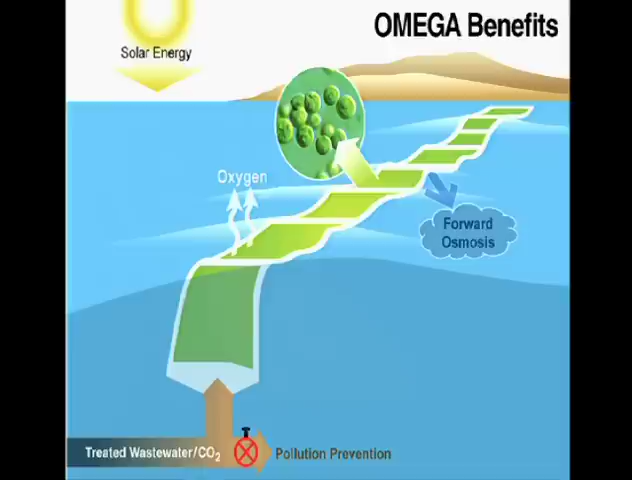 OMEGA Benefits
Solar Energy
Oxygen
Forward
Osmosis
Treated Wastewater/CO₂
Pollution Prevention